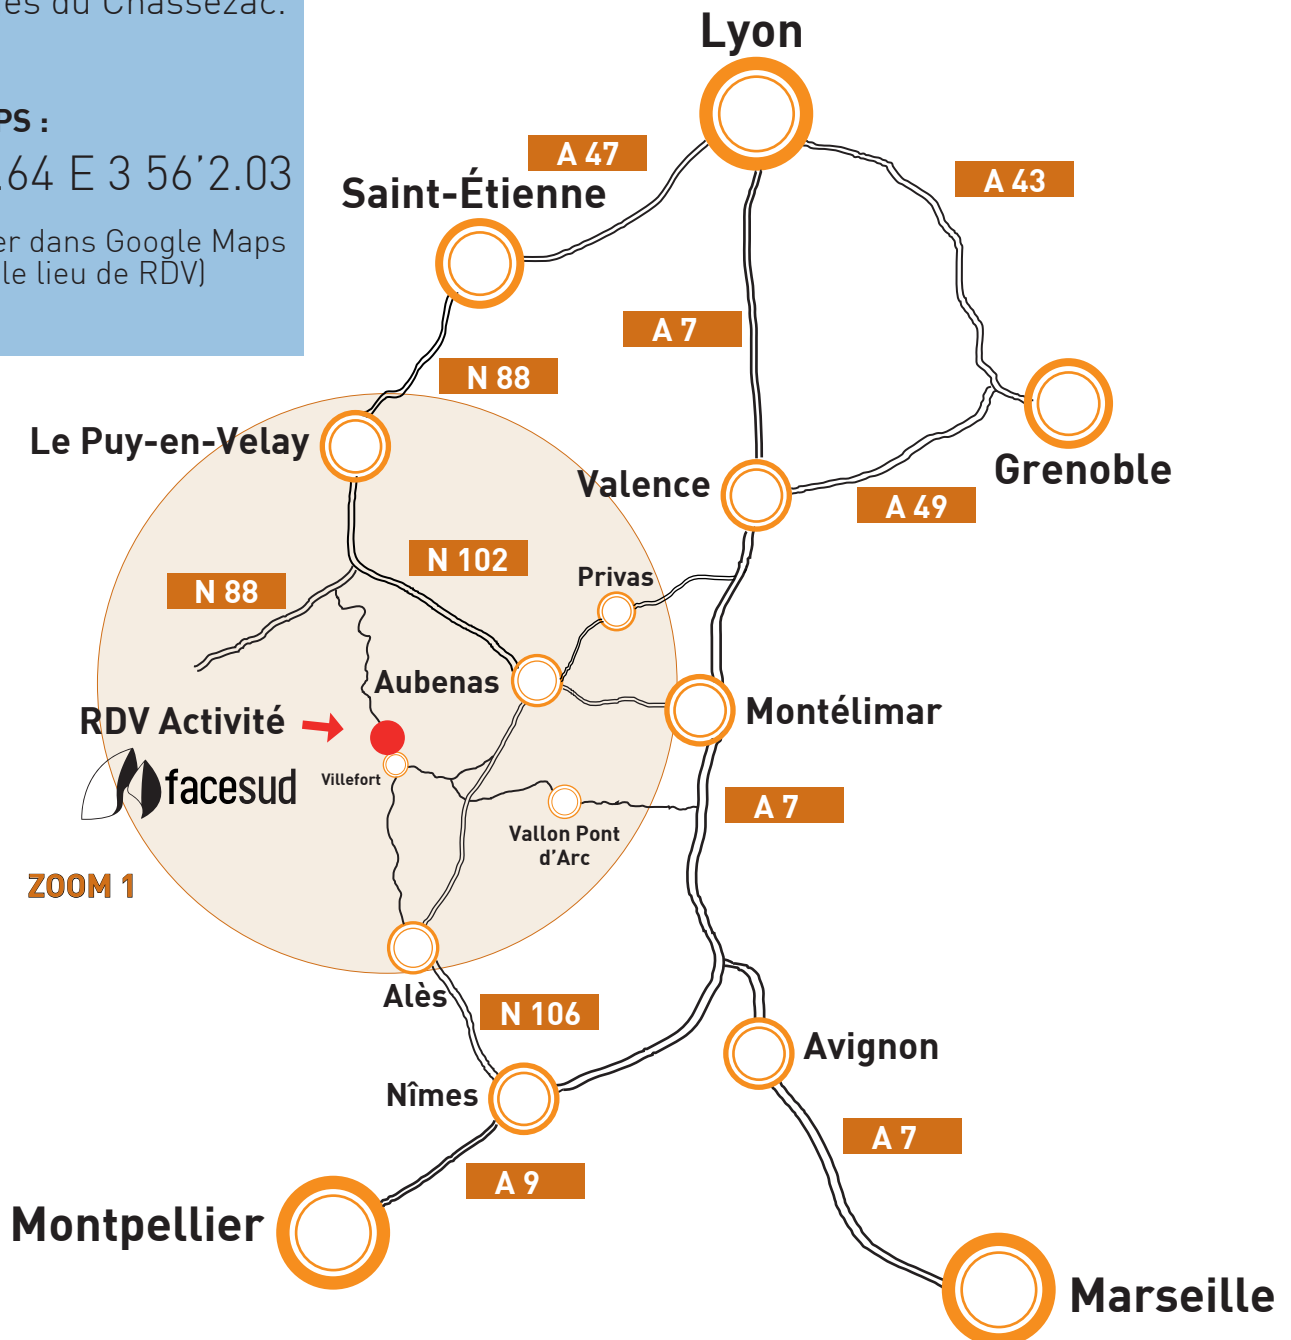 du Chassezac.
PS :
.64 E 3 56’2.03
dans Google Maps
le lieu de RDV)
Lyon
A 47
A 43
Saint-Étienne
A 7
N 88
Le Puy-en-Velay
Grenoble
Valence
A 49
N 102
Privas
N 88
Aubenas
RDV Activité
Montélimar
Villefort
facesud
A 7
Vallon Pont
d’Arc
ZOOM 1
Alès
N 106
Avignon
Nîmes
A 7
A 9
Montpellier
Marseille